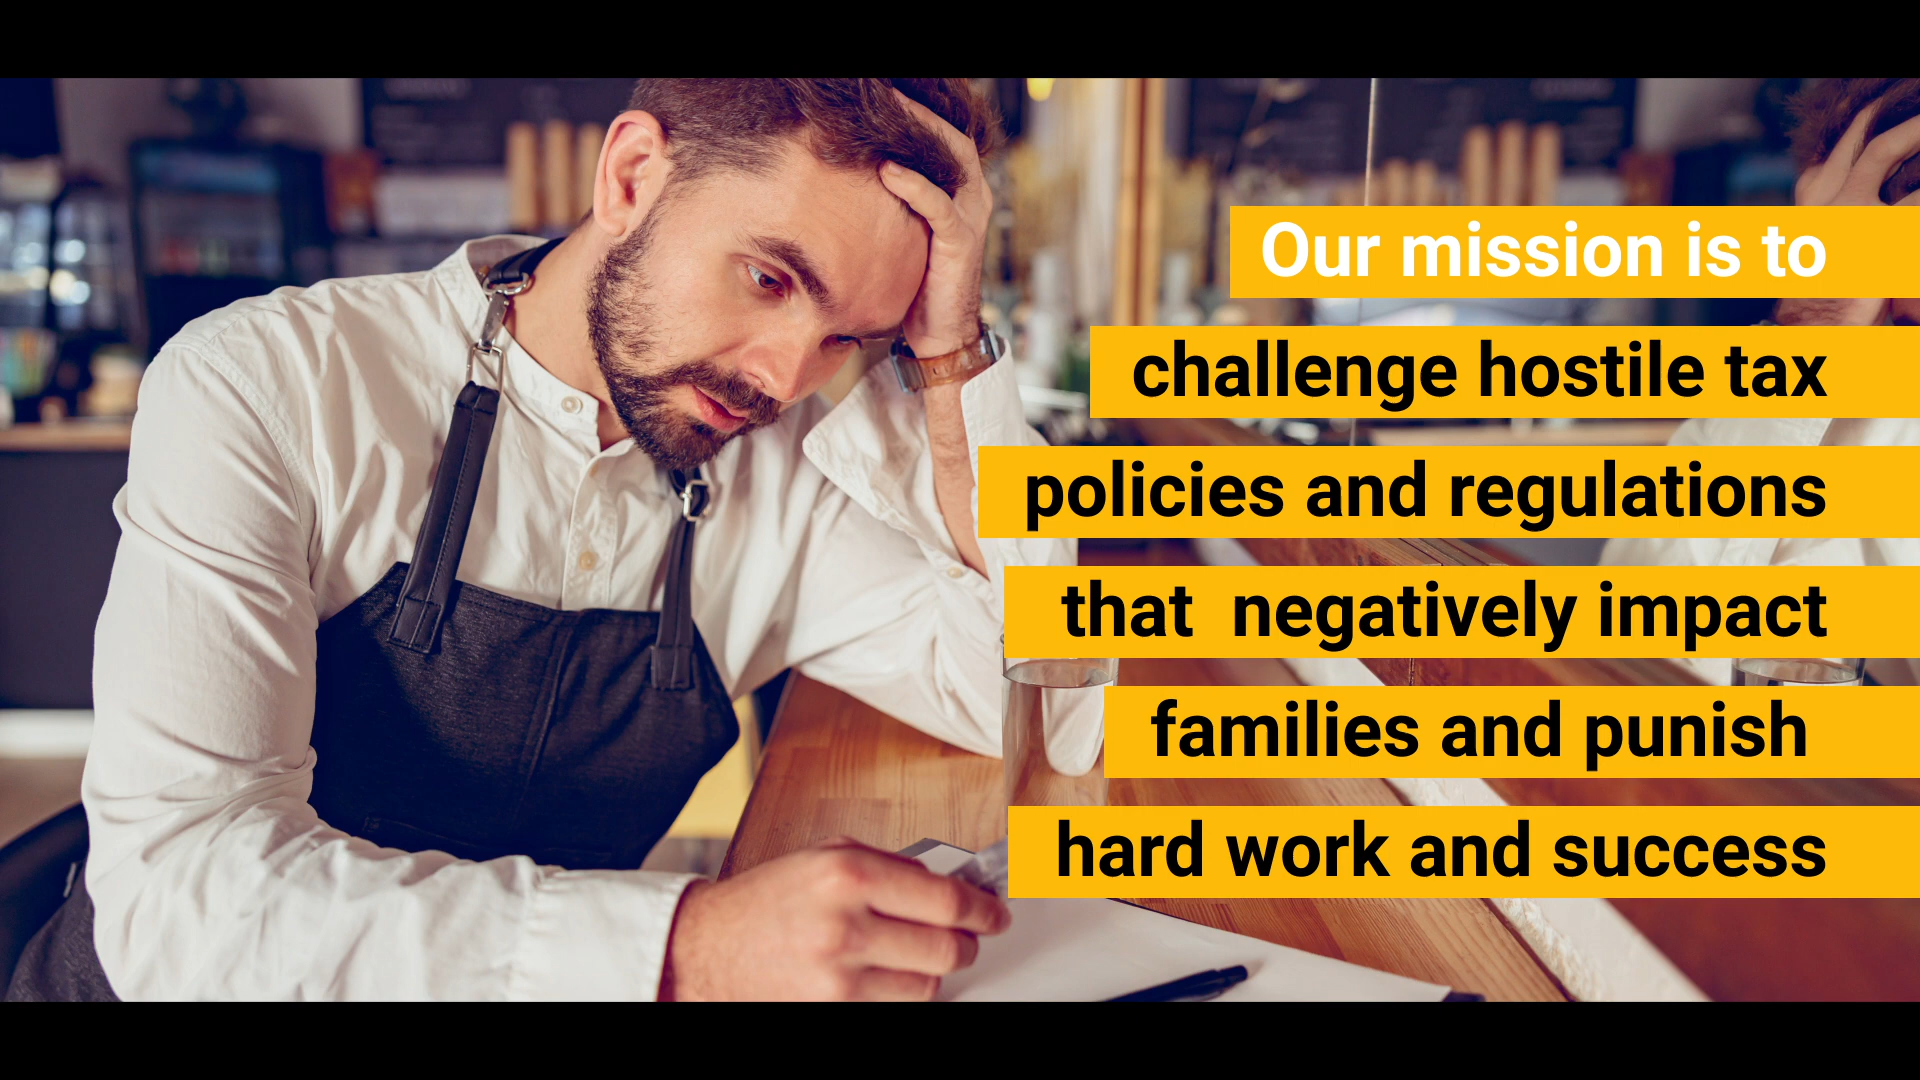 Our mission is to
challenge hostile tax
policies and regulations
that  negatively impact
families and punish
hard work and success